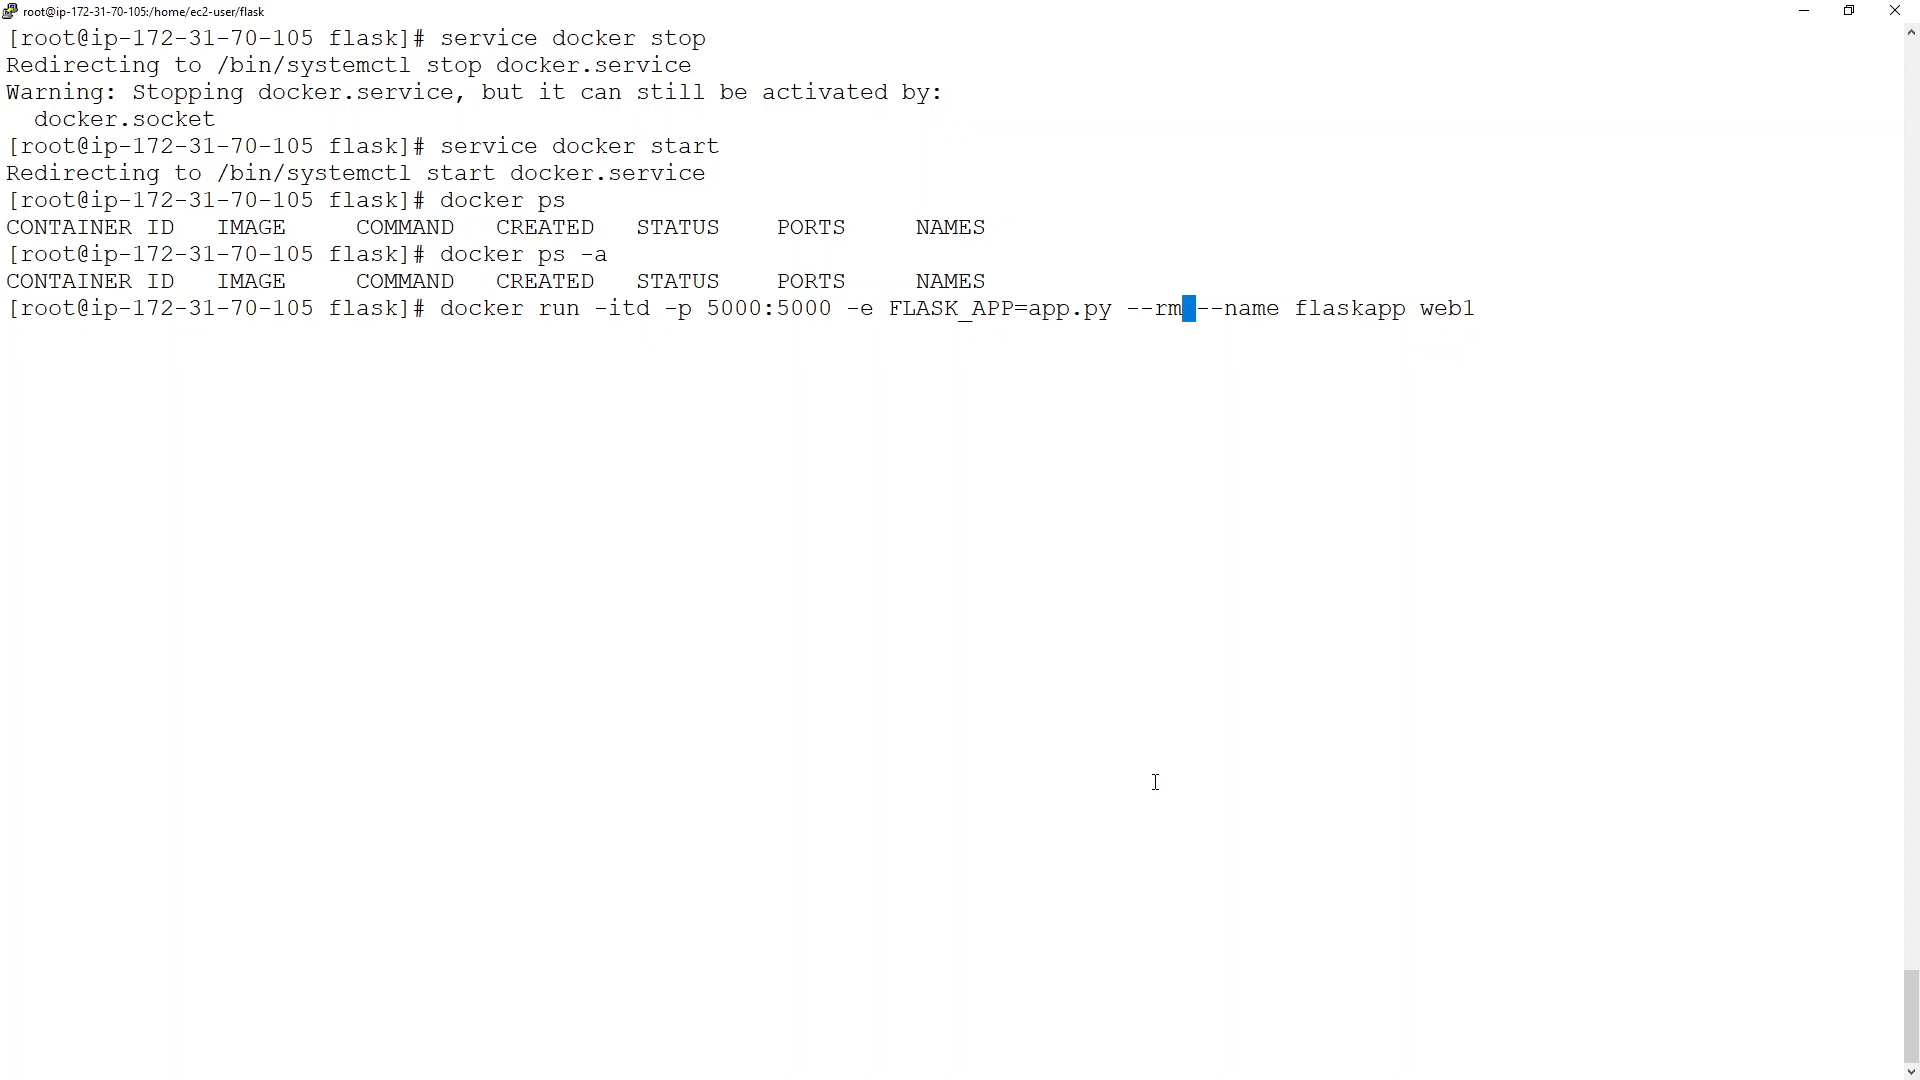 root@ip-172-31-70-105:/home/ec2-user/flask
[root@ip-172-31-70-105 flask]# service docker stop
Redirecting to /bin/systemctl stop docker.service
Warning: Stopping docker.service, but it can still be activated by:
  docker.socket
[root@ip-172-31-70-105 flask]# service docker start
Redirecting to /bin/systemctl start docker.service
[root@ip-172-31-70-105 flask]# docker ps
CONTAINER ID   IMAGE     COMMAND   CREATED   STATUS    PORTS     NAMES
[root@ip-172-31-70-105 flask]# docker ps -a
CONTAINER ID   IMAGE     COMMAND   CREATED   STATUS    PORTS     NAMES
[root@ip-172-31-70-105 flask]# docker run -itd -p 5000:5000 -e FLASK_APP=app.py --rm --name flaskapp web1